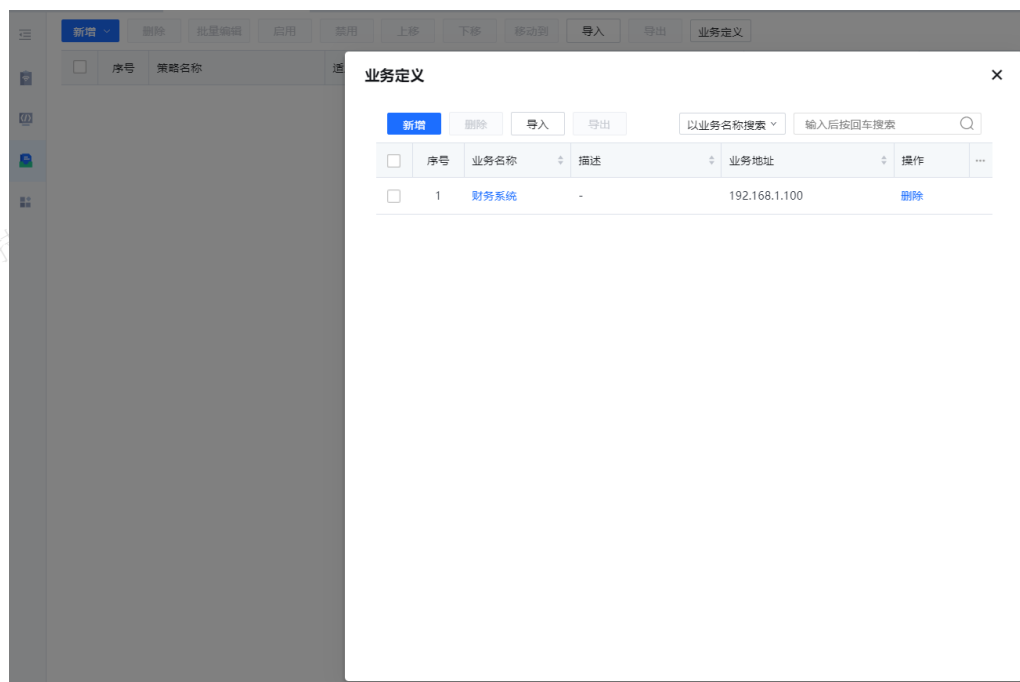 新增 删除 批量编辑 启用 禁用 上移 下移 移动到 导入 导出 业务定义
序号 策略名称 适
业务定义
新增 删除 导入 导出 以业务名称搜索 输入后按回车搜索
序号 业务名称 描述 业务地址 操作 ...
1 财务系统 - 192.168.1.100 删除